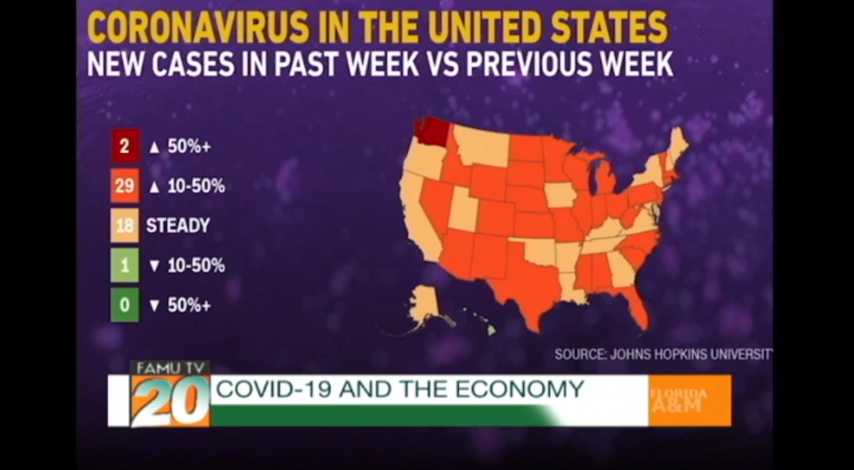 CORONAVIRUS IN THE UNITED STATES
NEW CASES IN PAST WEEK VS PREVIOUS WEEK
2 ▲ 50%+
29 ▲ 10-50%
18 STEADY
1 ▼ 10-50%
0 ▼ 50%+
SOURCE: JOHNS HOPKINS UNIVERSIT
FAMU TV
20
COVID-19 AND THE ECONOMY
FLORIDA
A&M